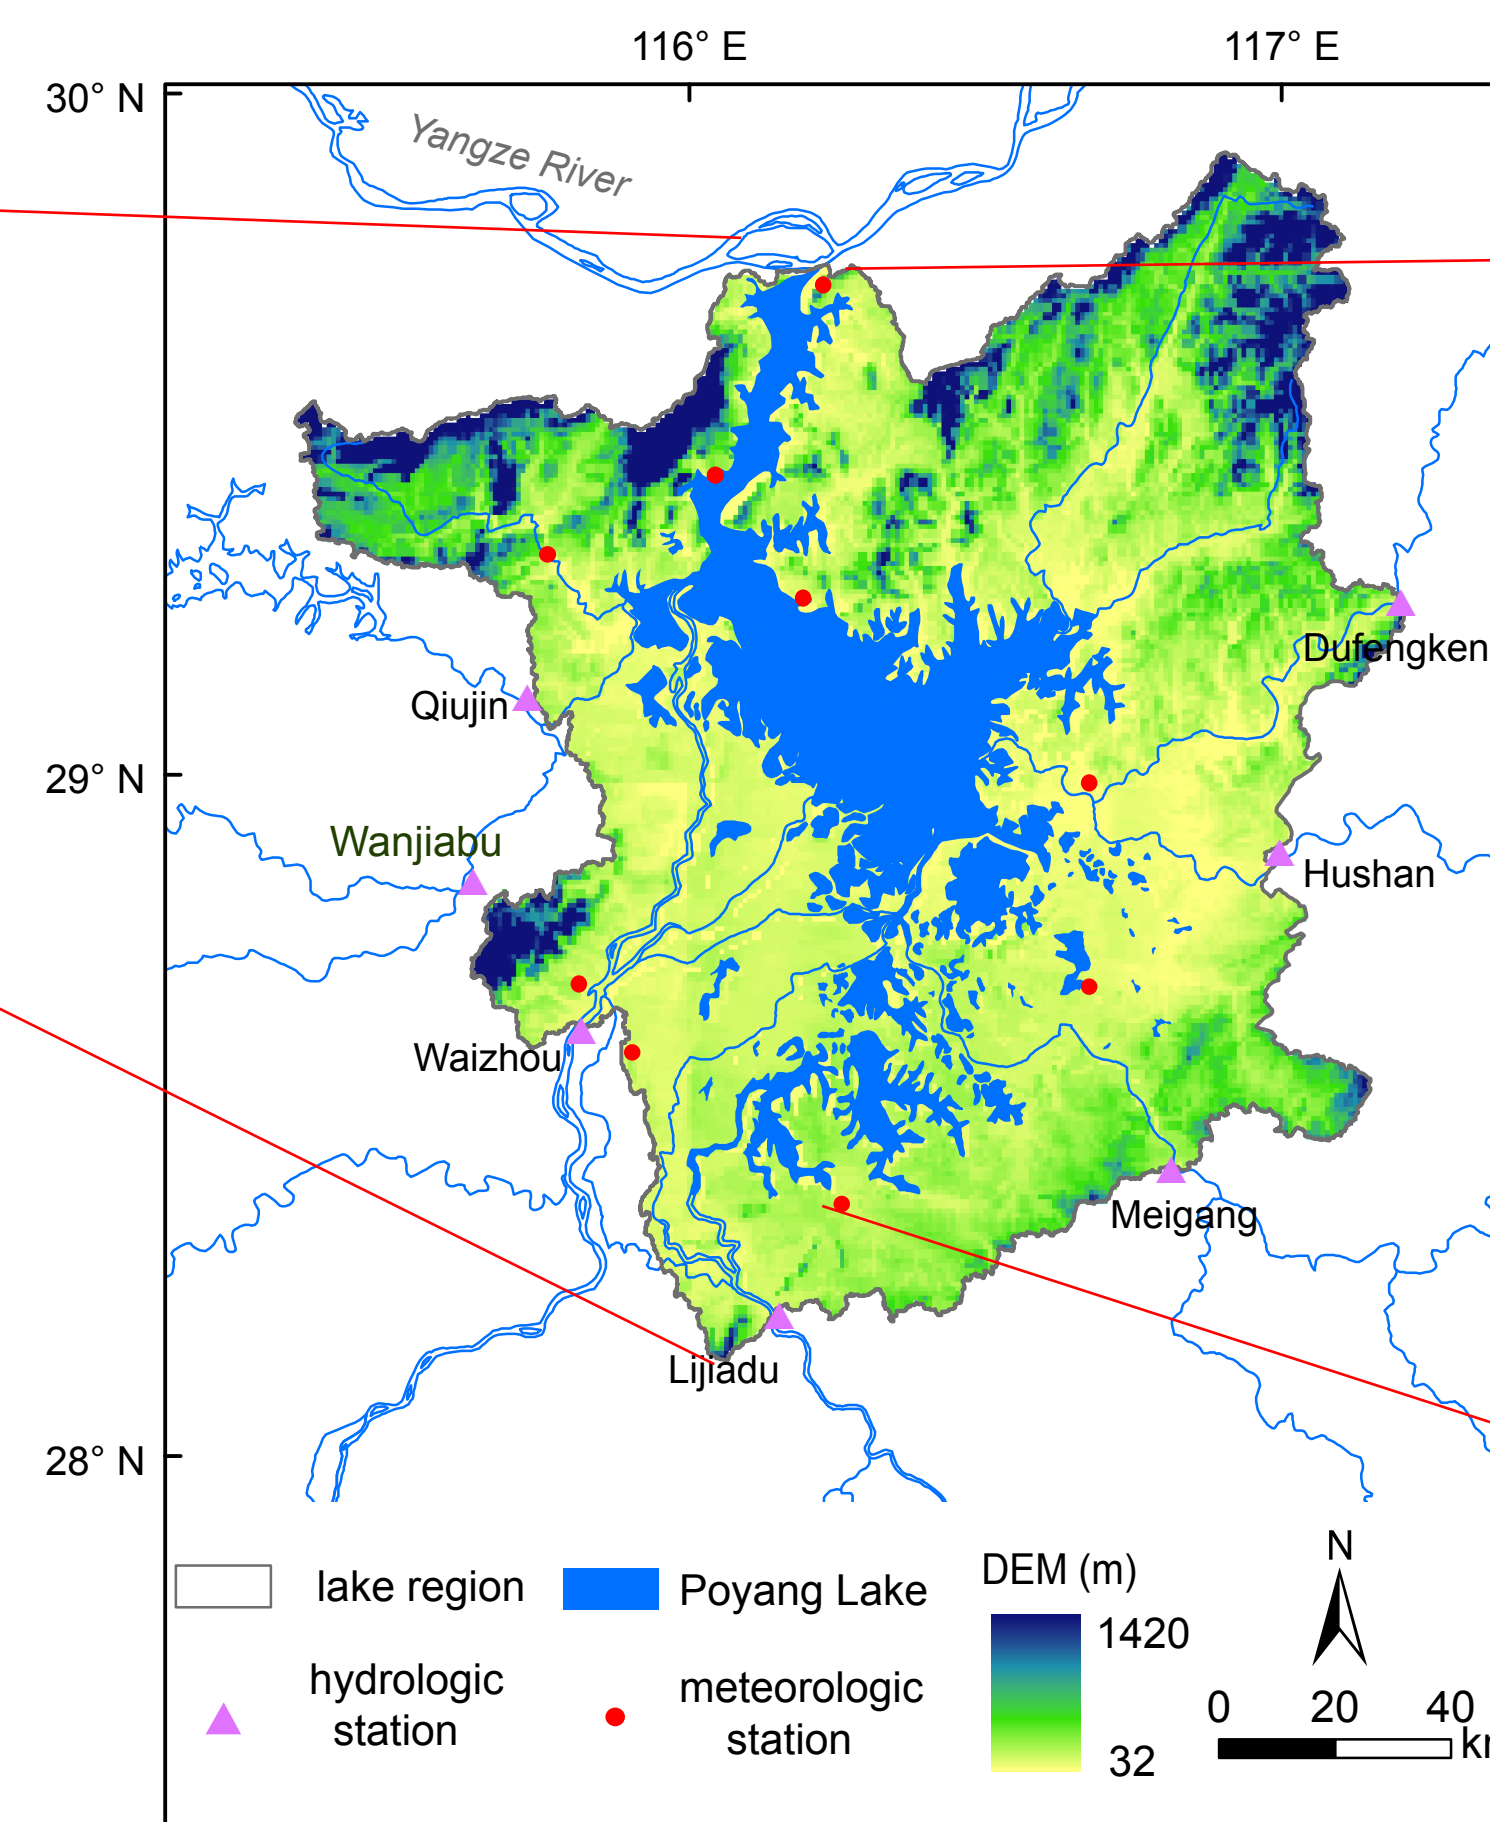 116° E
117° E
30° N
Yangze River
Dufengken
Qiujin
29° N
Wanjiabu
Hushan
Waizhou
Meigang
Lijiadu
28° N
lake region
Poyang Lake
DEM (m)
1420
32
N
hydrologic
station
meteorologic
station
0 20 40